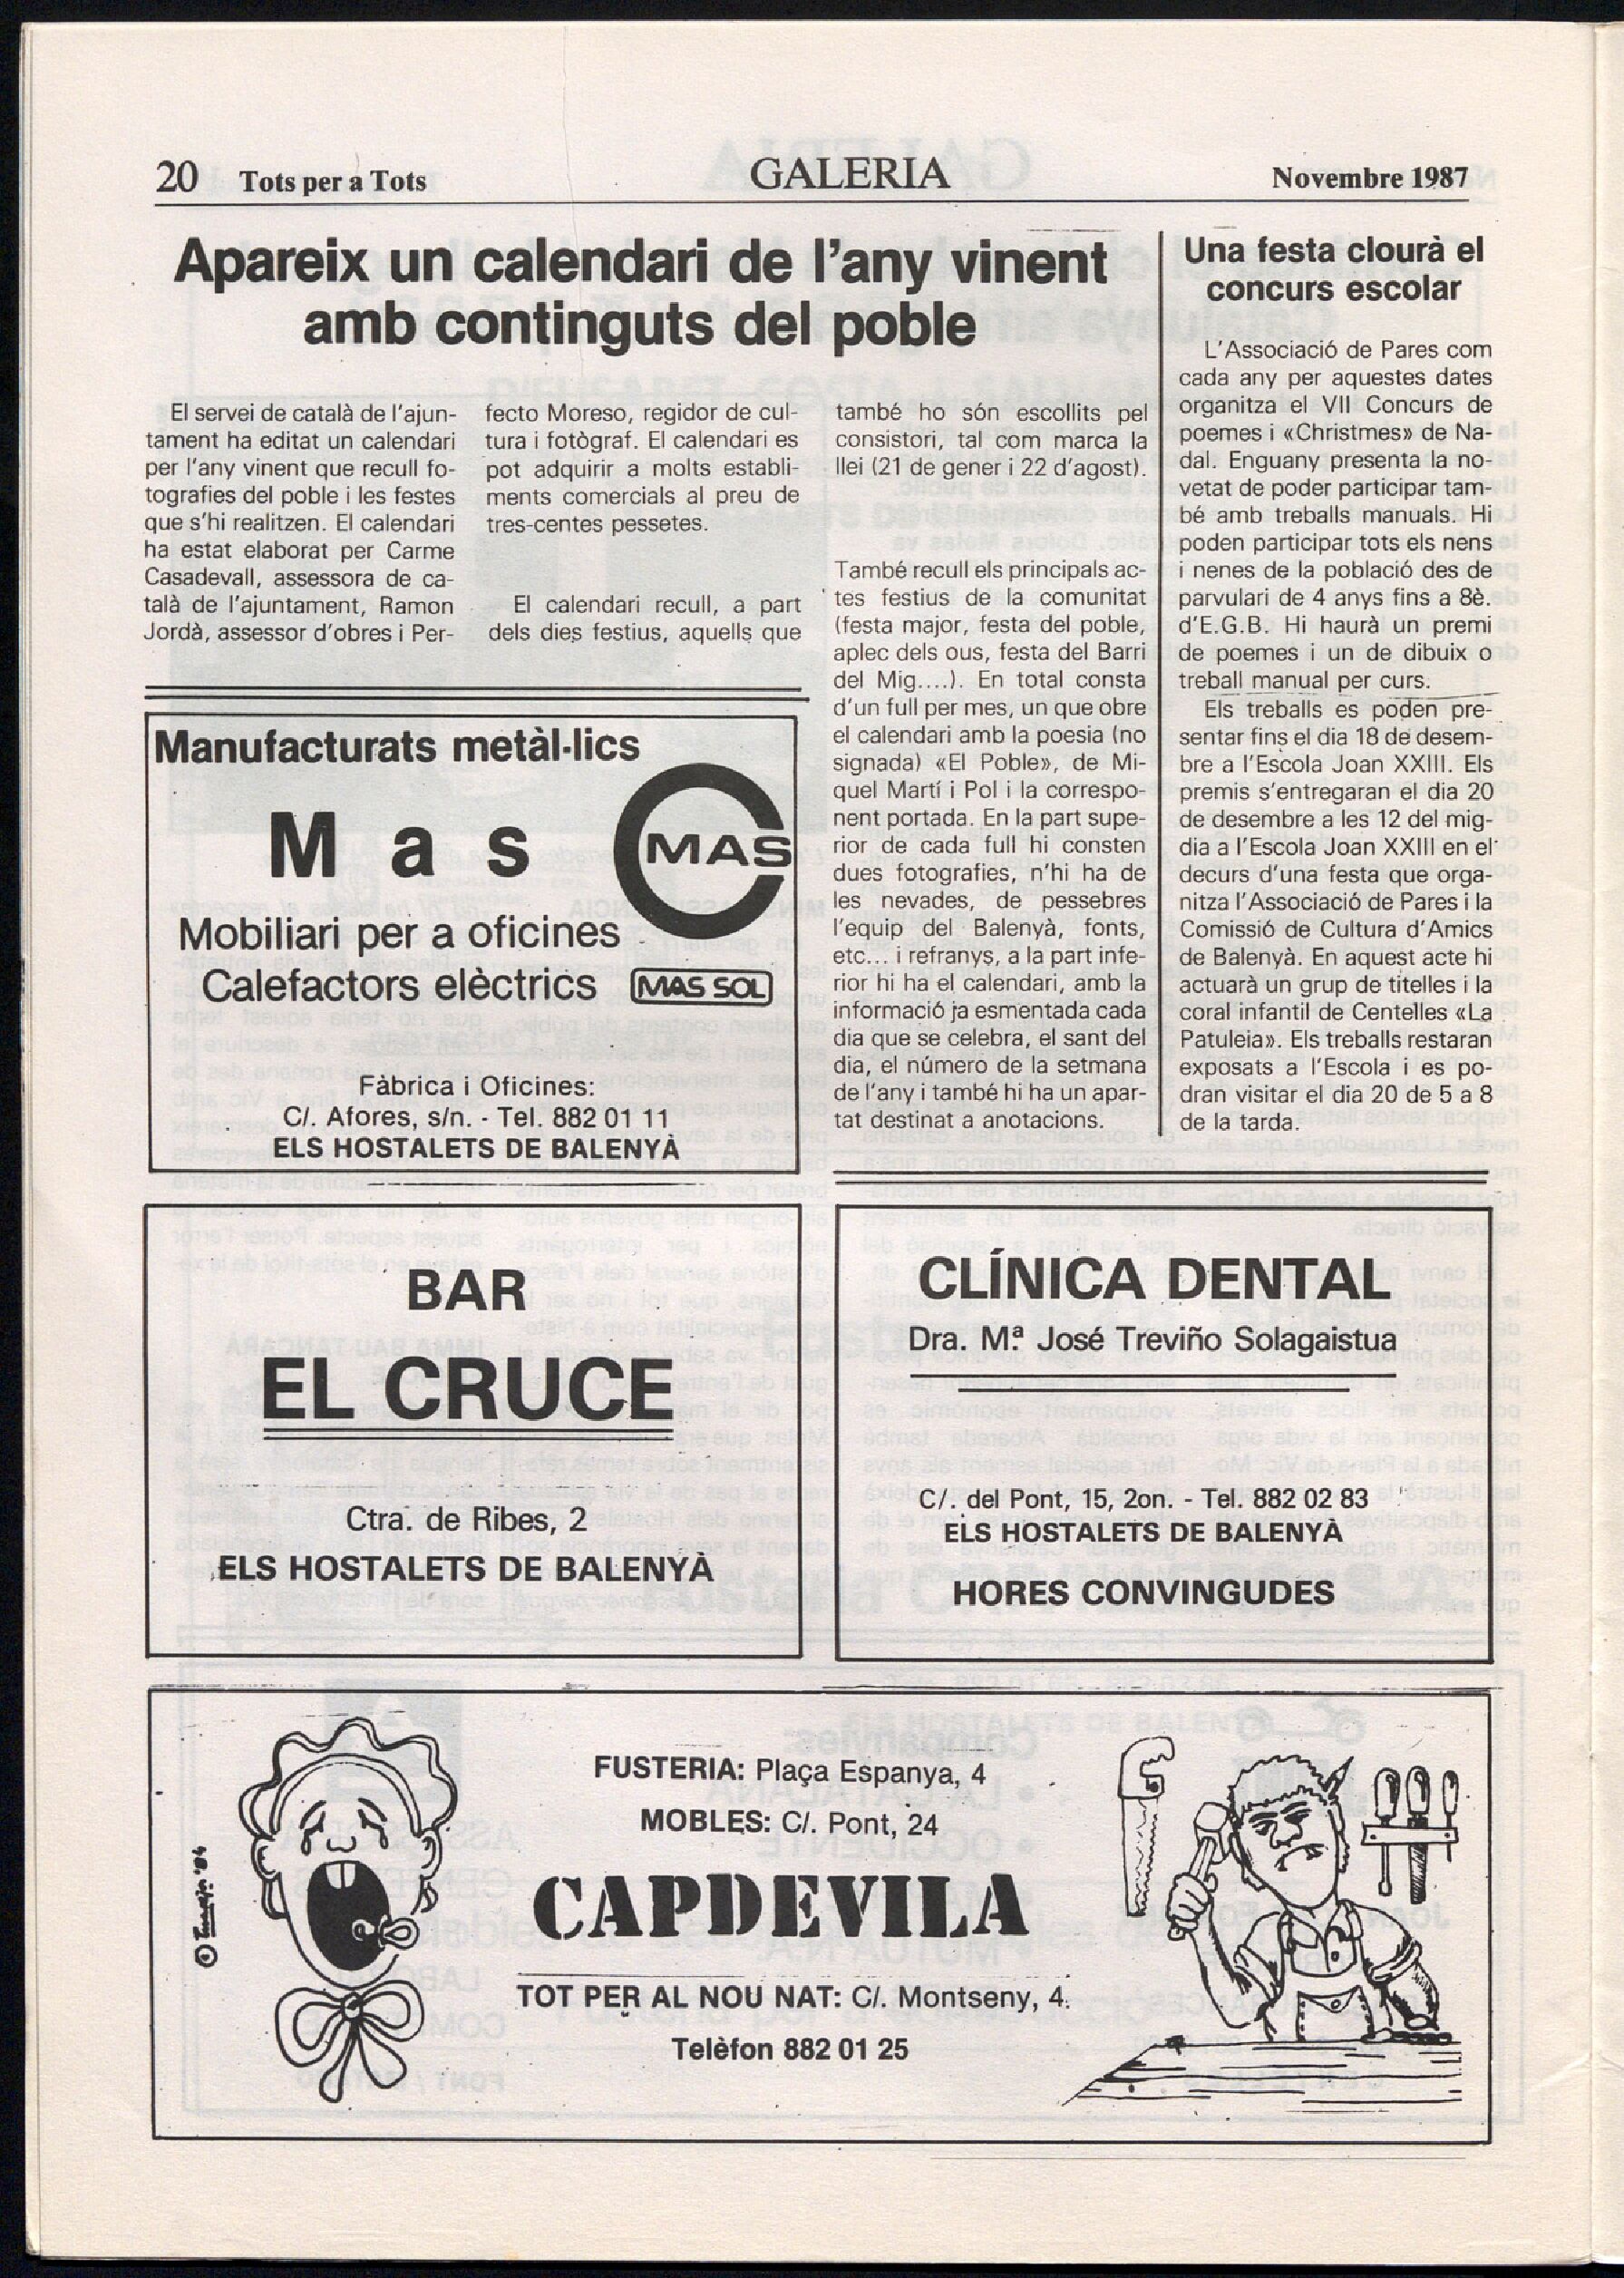 20 Tots per a Tots
GALERIA
Novembre 1987
Apareix un calendari de l'any vinent
amb continguts del poble
El servei de català de l'ajun-
tament ha editat un calendari
per l'any vinent que recull fo-
tografies del poble i les festes
que s'hi realitzen. El calendari
ha estat elaborat per Carme
Casadevall, assessora de ca-
talà de l'ajuntament, Ramon
Jordà, assessor d'obres i Per-
fecto Moreso, regidor de cul-
tura i fotògraf. El calendari es
pot adquirir a molts establi-
ments comercials al preu de
tres-centes pessetes.
El calendari recull, a part
dels dies festius, aquells que
també ho són escollits pel
consistori, tal com marca la
llei (21 de gener i 22 d'agost).
També recull els principals ac-
tes festius de la comunitat
(festa major, festa del poble,
aplec dels ous, festa del Barri
del Mig....). En total consta
d'un full per mes, un que obre
el calendari amb la poesia (no
signada) «El Poble», de Mi-
quel Martí i Pol i la correspo-
nent portada. En la part supe-
rior de cada full hi consten
dues fotografies, n'hi ha de
les nevades, de pessebres
l'equip del Balenyà, fonts,
etc... i refranys, a la part infe-
rior hi ha el calendari, amb la
informació ja esmentada cada
dia que se celebra, el sant del
dia, el número de la setmana
de l'any i també hi ha un apar-
tat destinat a anotacions.
Una festa clourà el
concurs escolar
L'Associació de Pares com
cada any per aquestes dates
organitza el VII Concurs de
poemes i «Christmes» de Na-
dal. Enguany presenta la no-
vetat de poder participar tam-
bé amb treballs manuals. Hi
poden participar tots els nens
i nenes de la població des de
parvulari de 4 anys fins a 8è.
d'E.G.B. Hi haurà un premi
de poemes i un de dibuix o
treball manual per curs.
Els treballs es poden pre-
sentar fins el dia 18 de desem-
bre a l'Escola Joan XXIII. Els
premis s'entregaran el dia 20
de desembre a les 12 del mig-
dia a l'Escola Joan XXIII en el
decurs d'una festa que orga-
nitza l'Associació de Pares i la
Comissió de Cultura d'Amics
de Balenyà. En aquest acte hi
actuarà un grup de titelles i la
coral infantil de Centelles «La
Patuleia». Els treballs restaran
exposats a l'Escola i es po-
dran visitar el dia 20 de 5 a 8
de la tarda.
Manufacturats metàl·lics
Mas
MAS
Mobiliari per a oficines
Calefactors elèctrics MAS SOL
Fàbrica i Oficines:
C/. Afores, s/n. - Tel. 882 01 11
ELS HOSTALETS DE BALENYÀ
BAR
EL CRUCE
Ctra. de Ribes, 2
ELS HOSTALETS DE BALENYÀ
CLÍNICA DENTAL
Dra. Mª José Treviño Solagaistua
C/. del Pont, 15, 2on. - Tel. 882 02 83
ELS HOSTALETS DE BALENYÀ
HORES CONVINGUDES
FUSTERIA: Plaça Espanya, 4
MOBLES: C/. Pont, 24
CAPDEVILA
TOT PER AL NOU NAT: C/. Montseny, 4.
Telèfon 882 01 25